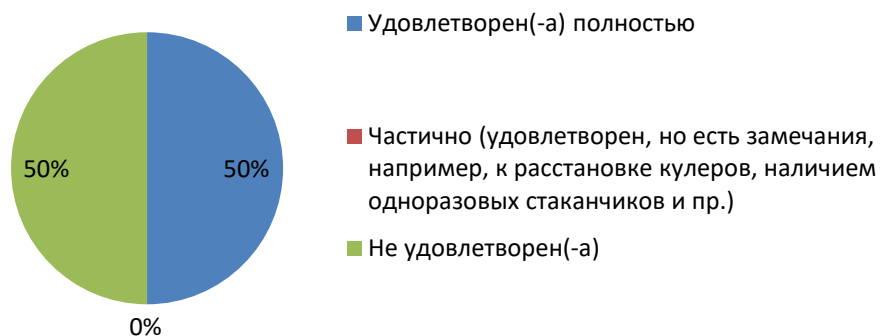 Удовлетворен(-а) полностью
Частично (удовлетворен, но есть замечания,
например, к расстановке кулеров, наличием
одноразовых стаканчиков и пр.)
Не удовлетворен(-а)
50%
50%
0%